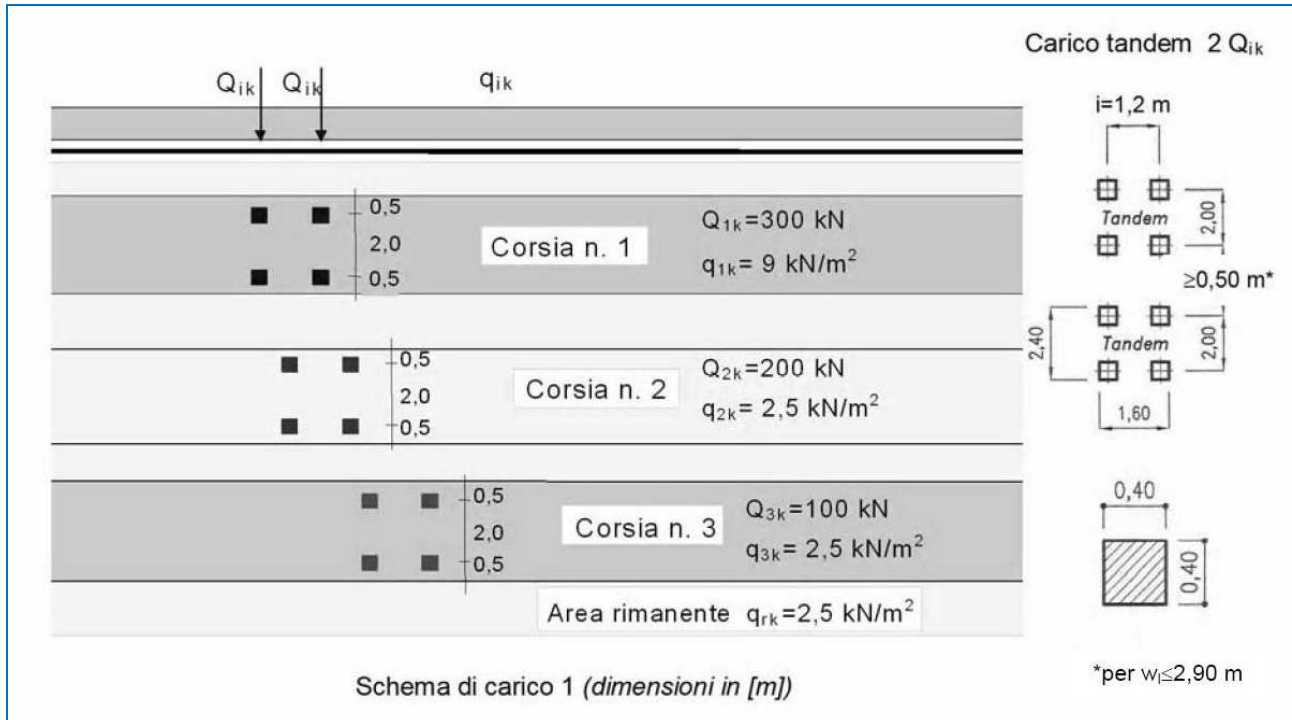 Carico tandem 2 Qik
Qik Qik qik
i=1,2 m
0,5
2,0
0,5
Corsia n. 1
Q1k=300 kN
q1k= 9 kN/m²
Tandem
2,00
≥0,50 m*
0,5
2,0
0,5
Corsia n. 2
Q2k=200 kN
q2k= 2,5 kN/m²
2,40
Tandem
2,00
1,60
0,5
2,0
0,5
Corsia n. 3
Q3k=100 kN
q3k= 2,5 kN/m²
0,40
0,40
Area rimanente qrk=2,5 kN/m²
Schema di carico 1 (dimensioni in [m])
*per wl≤2,90 m